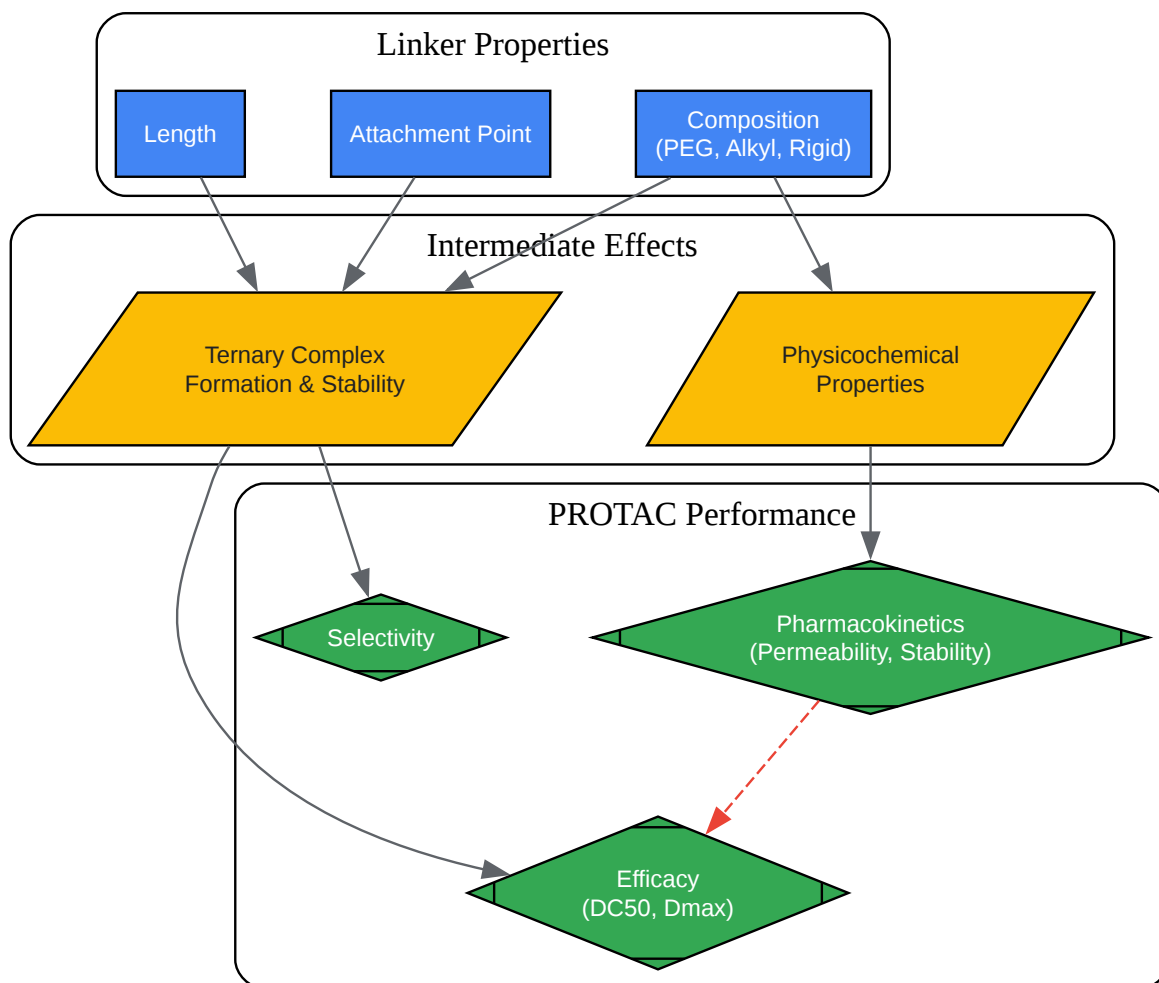 Linker Properties
Length
Attachment Point
Composition
(PEG, Alkyl, Rigid)
Intermediate Effects
Ternary Complex
Formation & Stability
Physicochemical
Properties
PROTAC Performance
Selectivity
Pharmacokinetics
(Permeability, Stability)
Efficacy
(DC50, Dmax)